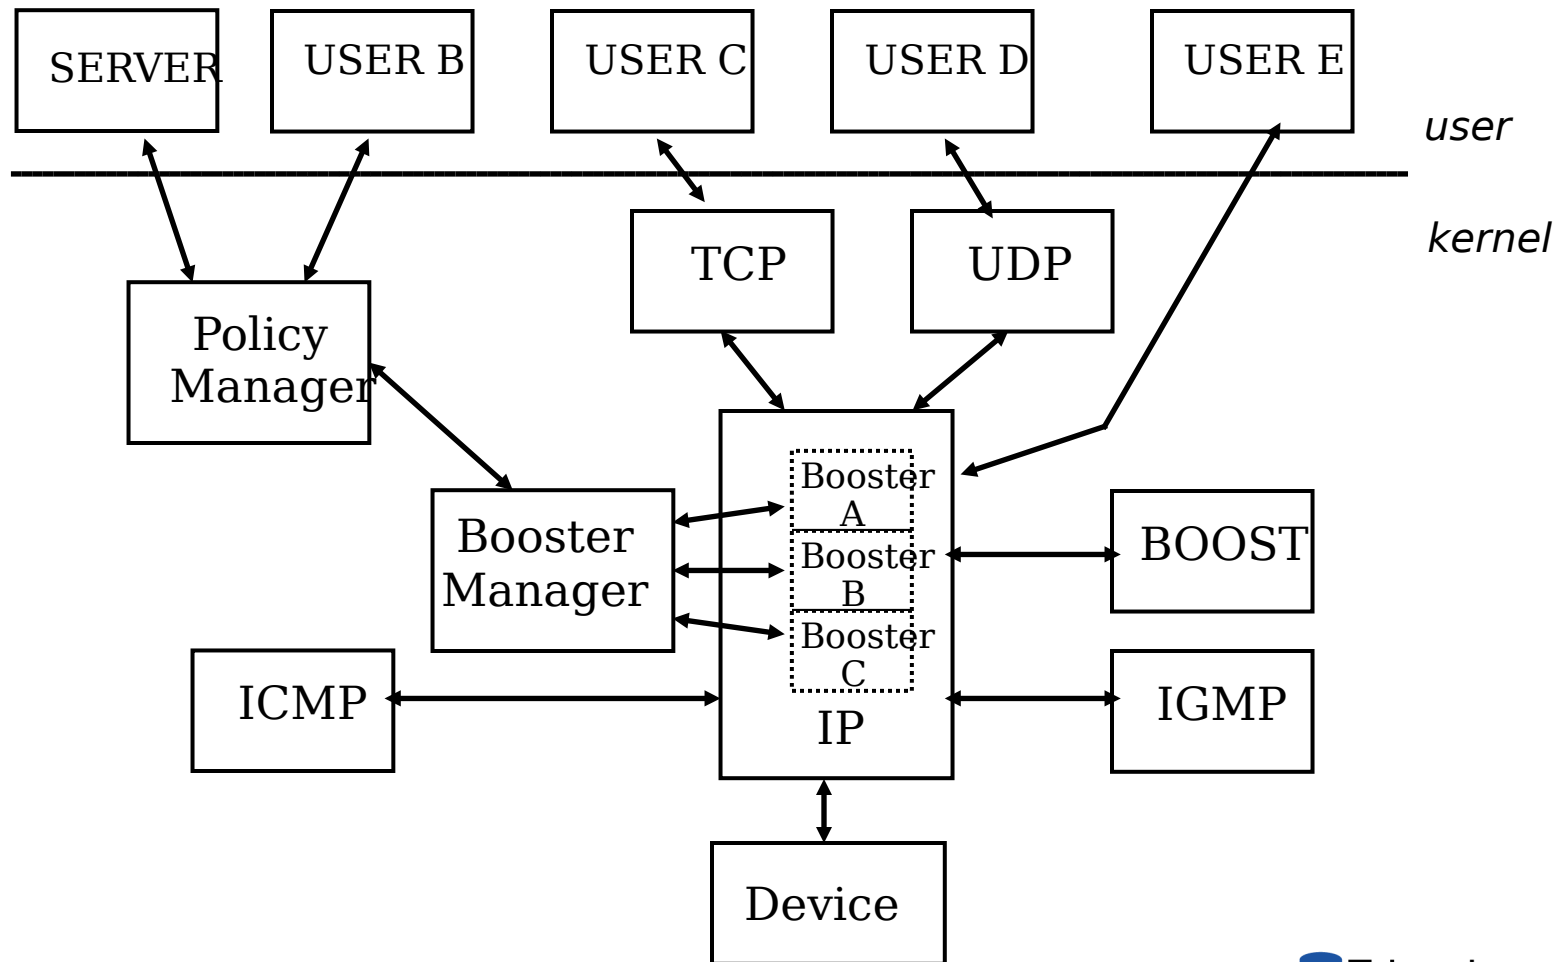 SERVER
USER B
USER C
USER D
USER E
user
kernel
TCP
UDP
Policy
Manager
Booster
A
Booster
B
Booster
C
IP
Booster
Manager
BOOST
ICMP
IGMP
Device